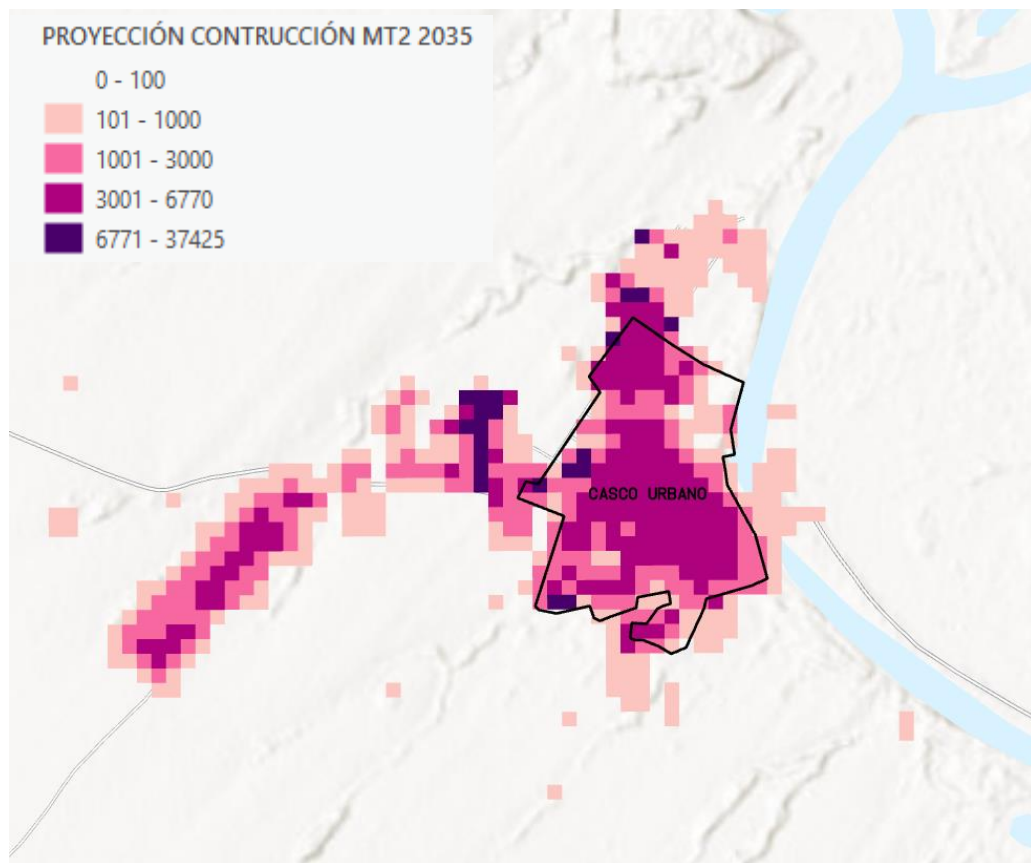 PROYECCIÓN CONTRUCCIÓN MT2 2035
0 - 100
101 - 1000
1001 - 3000
3001 - 6770
6771 - 37425
CASCO URBANO